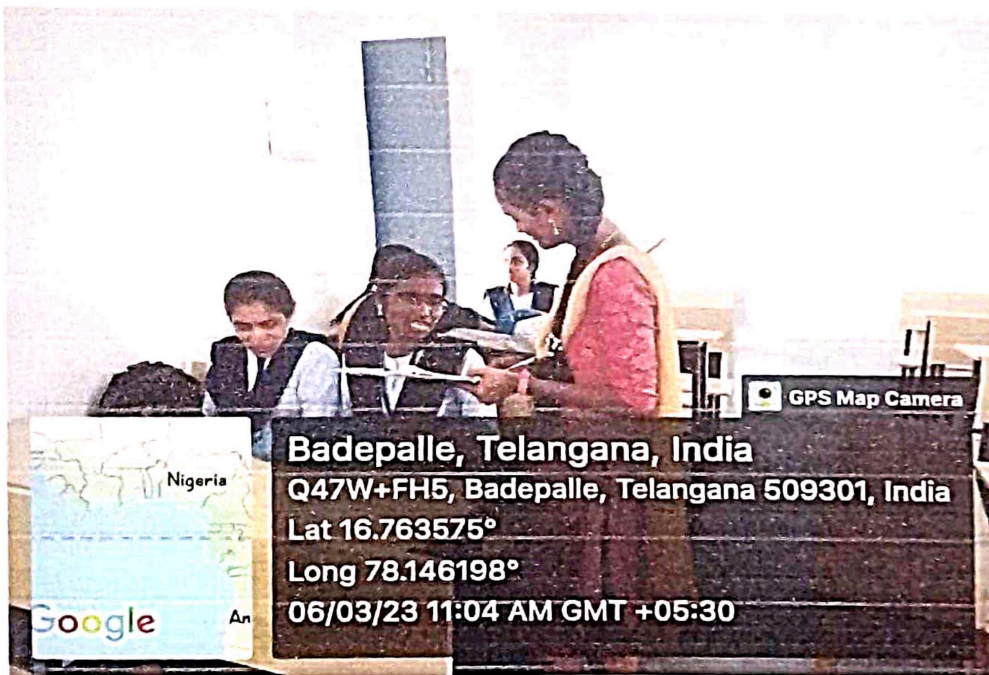 GPS Map Camera
Badepalle, Telangana, India
Q47W+FH5, Badepalle, Telangana 509301, India
Lat 16.763575°
Long 78.146198°
06/03/23 11:04 AM GMT +05:30
Nigeria
Google
An